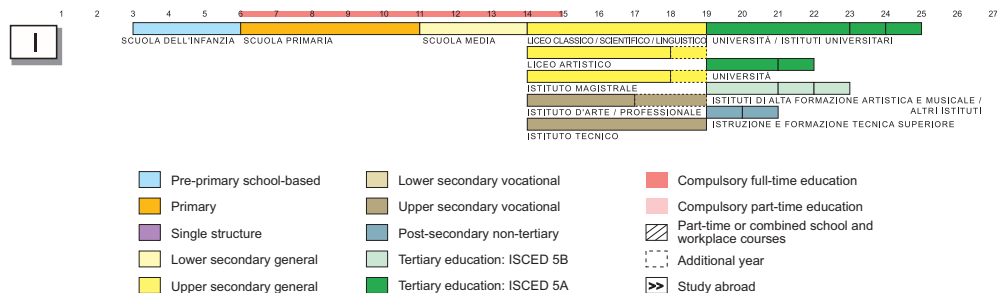 1 2 3 4 5 6 7 8 9 10 11 12 13 14 15 16 17 18 19 20 21 22 23 24 25 26 27
I
SCUOLA DELL'INFANZIA SCUOLA PRIMARIA SCUOLA MEDIA LICEO CLASSICO / SCIENTIFICO / LINGUISTICO UNIVERSITÀ / ISTITUTI UNIVERSITARI
LICEO ARTISTICO
UNIVERSITÀ
ISTITUTO MAGISTRALE
ISTITUTI DI ALTA FORMAZIONE ARTISTICA E MUSICALE /
ALTRI ISTITUTI
ISTITUTO D'ARTE / PROFESSIONALE
ISTRUZIONE E FORMAZIONE TECNICA SUPERIORE
ISTITUTO TECNICO
Pre-primary school-based
Primary
Single structure
Lower secondary general
Upper secondary general
Lower secondary vocational
Upper secondary vocational
Post-secondary non-tertiary
Tertiary education: ISCED 5B
Tertiary education: ISCED 5A
Compulsory full-time education
Compulsory part-time education
Part-time or combined school and
workplace courses
Additional year
>> Study abroad